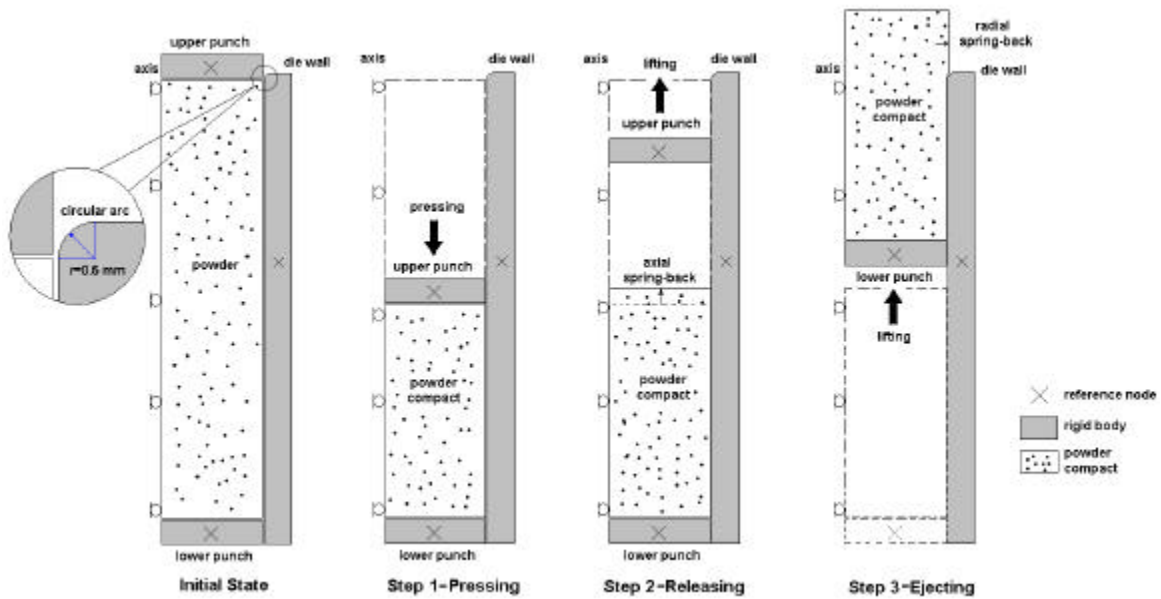 upper punch
axis
die wall
circular arc
r=0.6 mm
powder
lower punch
Initial State
axis
die wall
pressing
upper punch
powder
compact
lower punch
Step 1-Pressing
axis
lifting
die wall
upper punch
axial
spring-back
powder
compact
lower punch
Step 2-Releasing
radial
spring-back
axis
die wall
powder
compact
lower punch
lifting
Step 3-Ejecting
reference node
rigid body
powder
compact